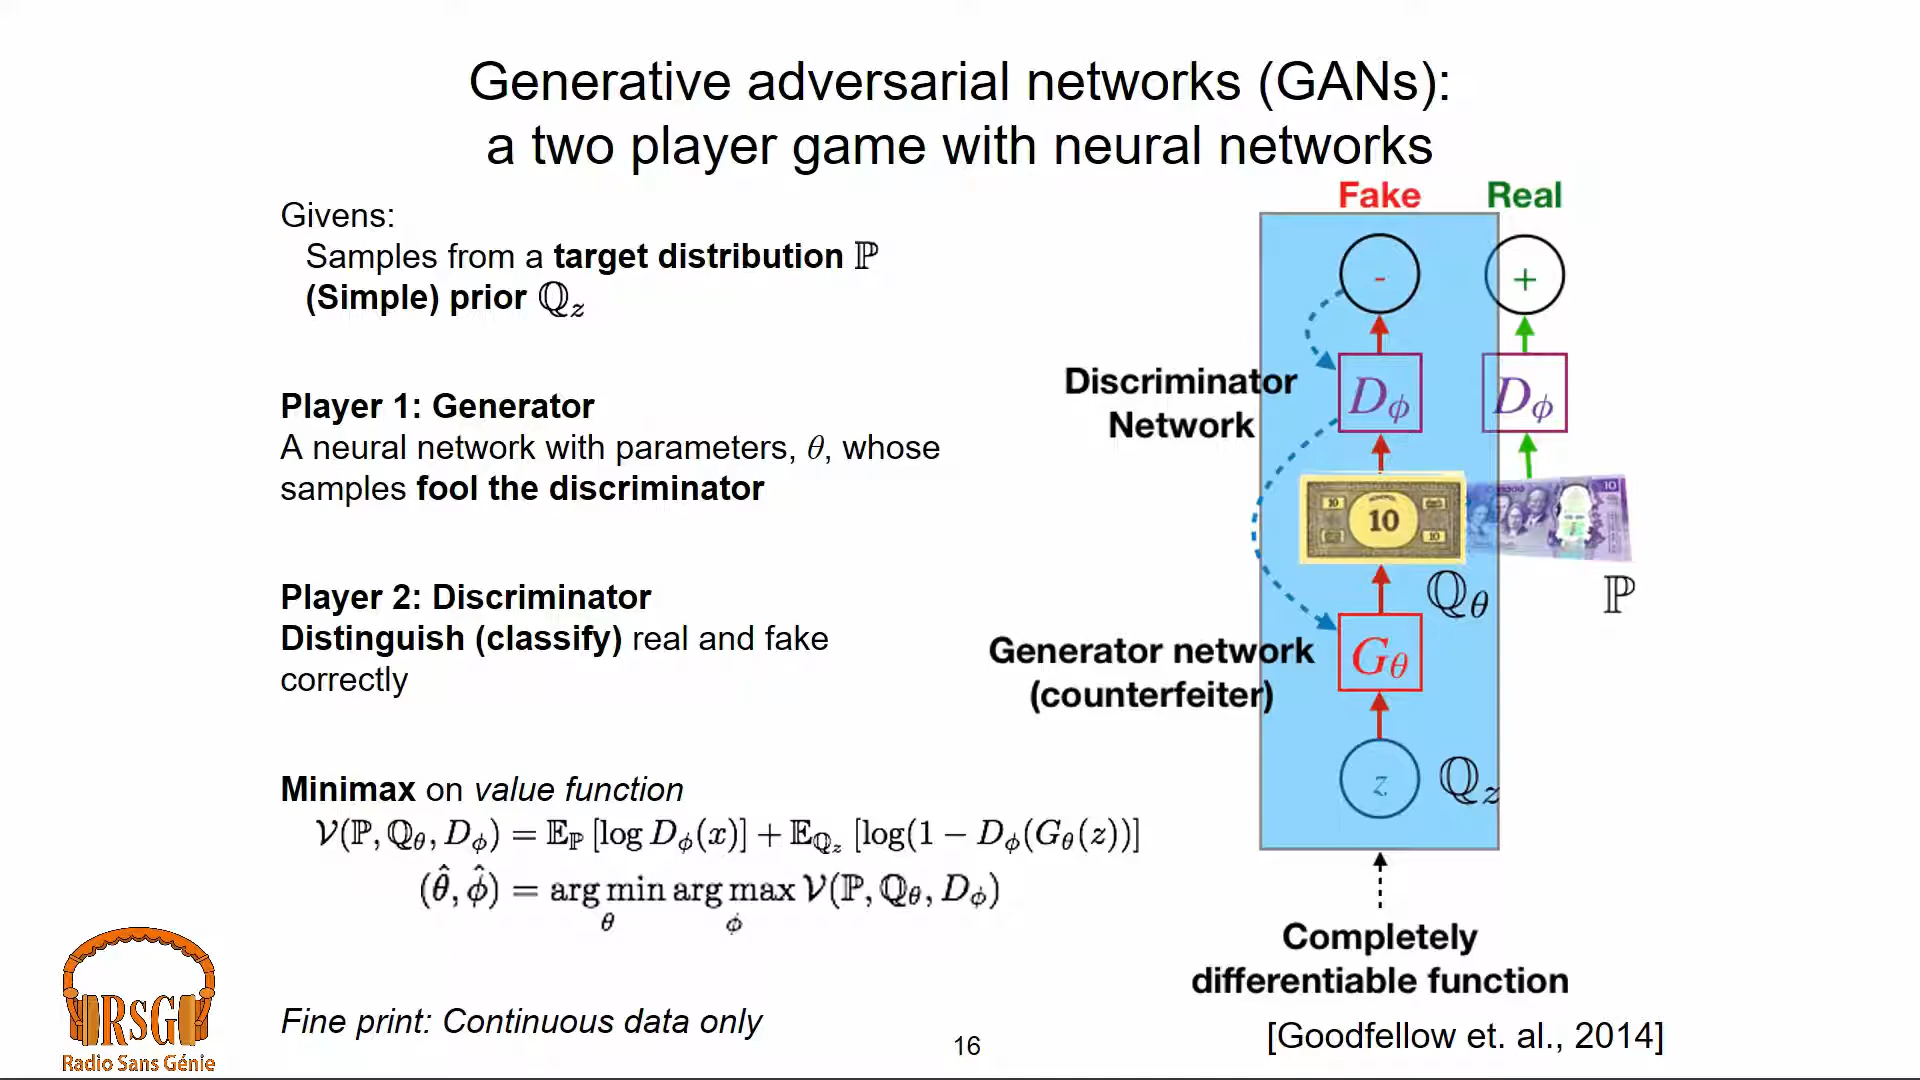 Generative adversarial networks (GANs):
a two player game with neural networks
Givens:
Samples from a target distribution ℙ
(Simple) prior ℚ_z
Player 1: Generator
A neural network with parameters, θ, whose
samples fool the discriminator
Player 2: Discriminator
Distinguish (classify) real and fake
correctly
Minimax on value function
𝒱(ℙ, ℚ_θ, D_ϕ) = 𝔼_ℙ [log D_ϕ(x)] + 𝔼_ℚ_z [log(1 − D_ϕ(G_θ(z))]
(θ̂, ϕ̂) = arg min_θ arg max_ϕ 𝒱(ℙ, ℚ_θ, D_ϕ)
Fine print: Continuous data only
Fake Real
- +
Discriminator
Network
D_ϕ D_ϕ
10 10
10
10
10
ℚ_θ ℙ
Generator network
(counterfeiter)
G_θ
z ℚ_z
Completely
differentiable function
[Goodfellow et. al., 2014]
16
RSG
Radio Sans Génie